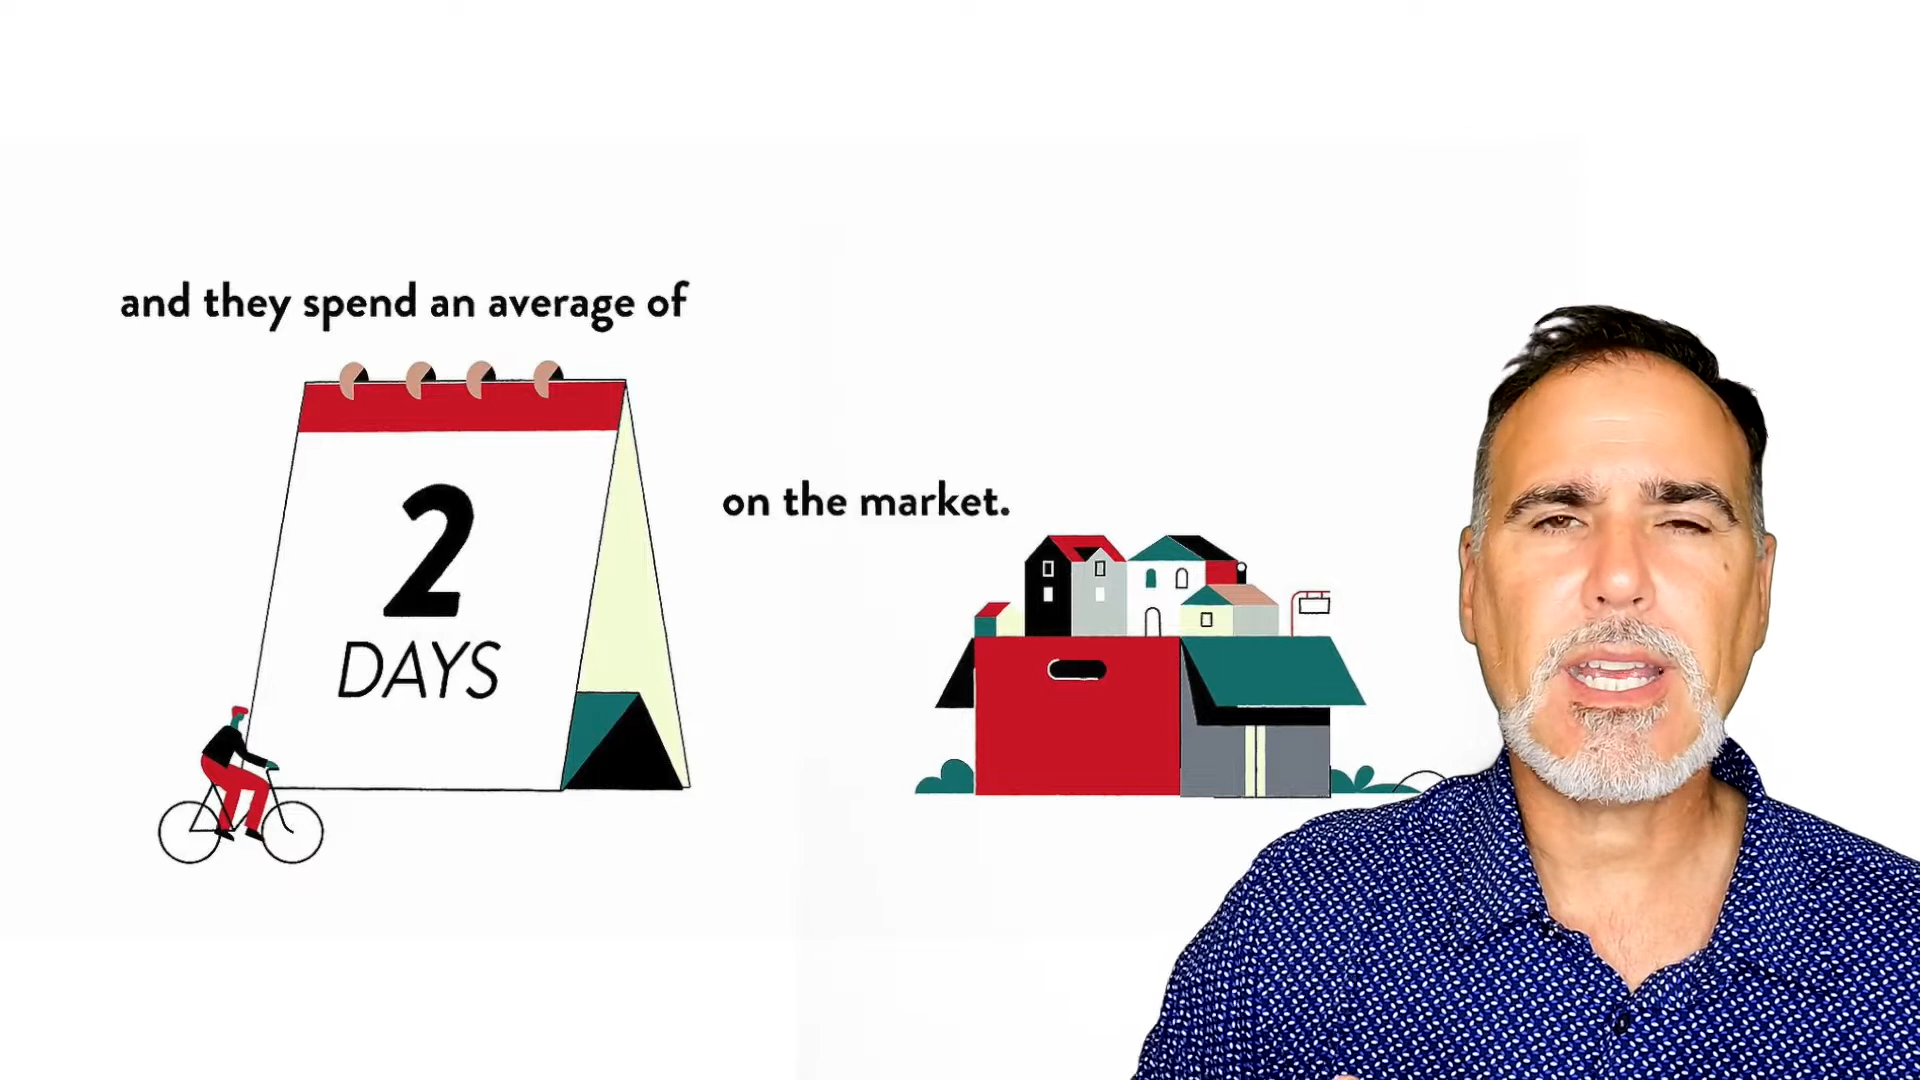 and they spend an average of
2
DAYS
on the market.